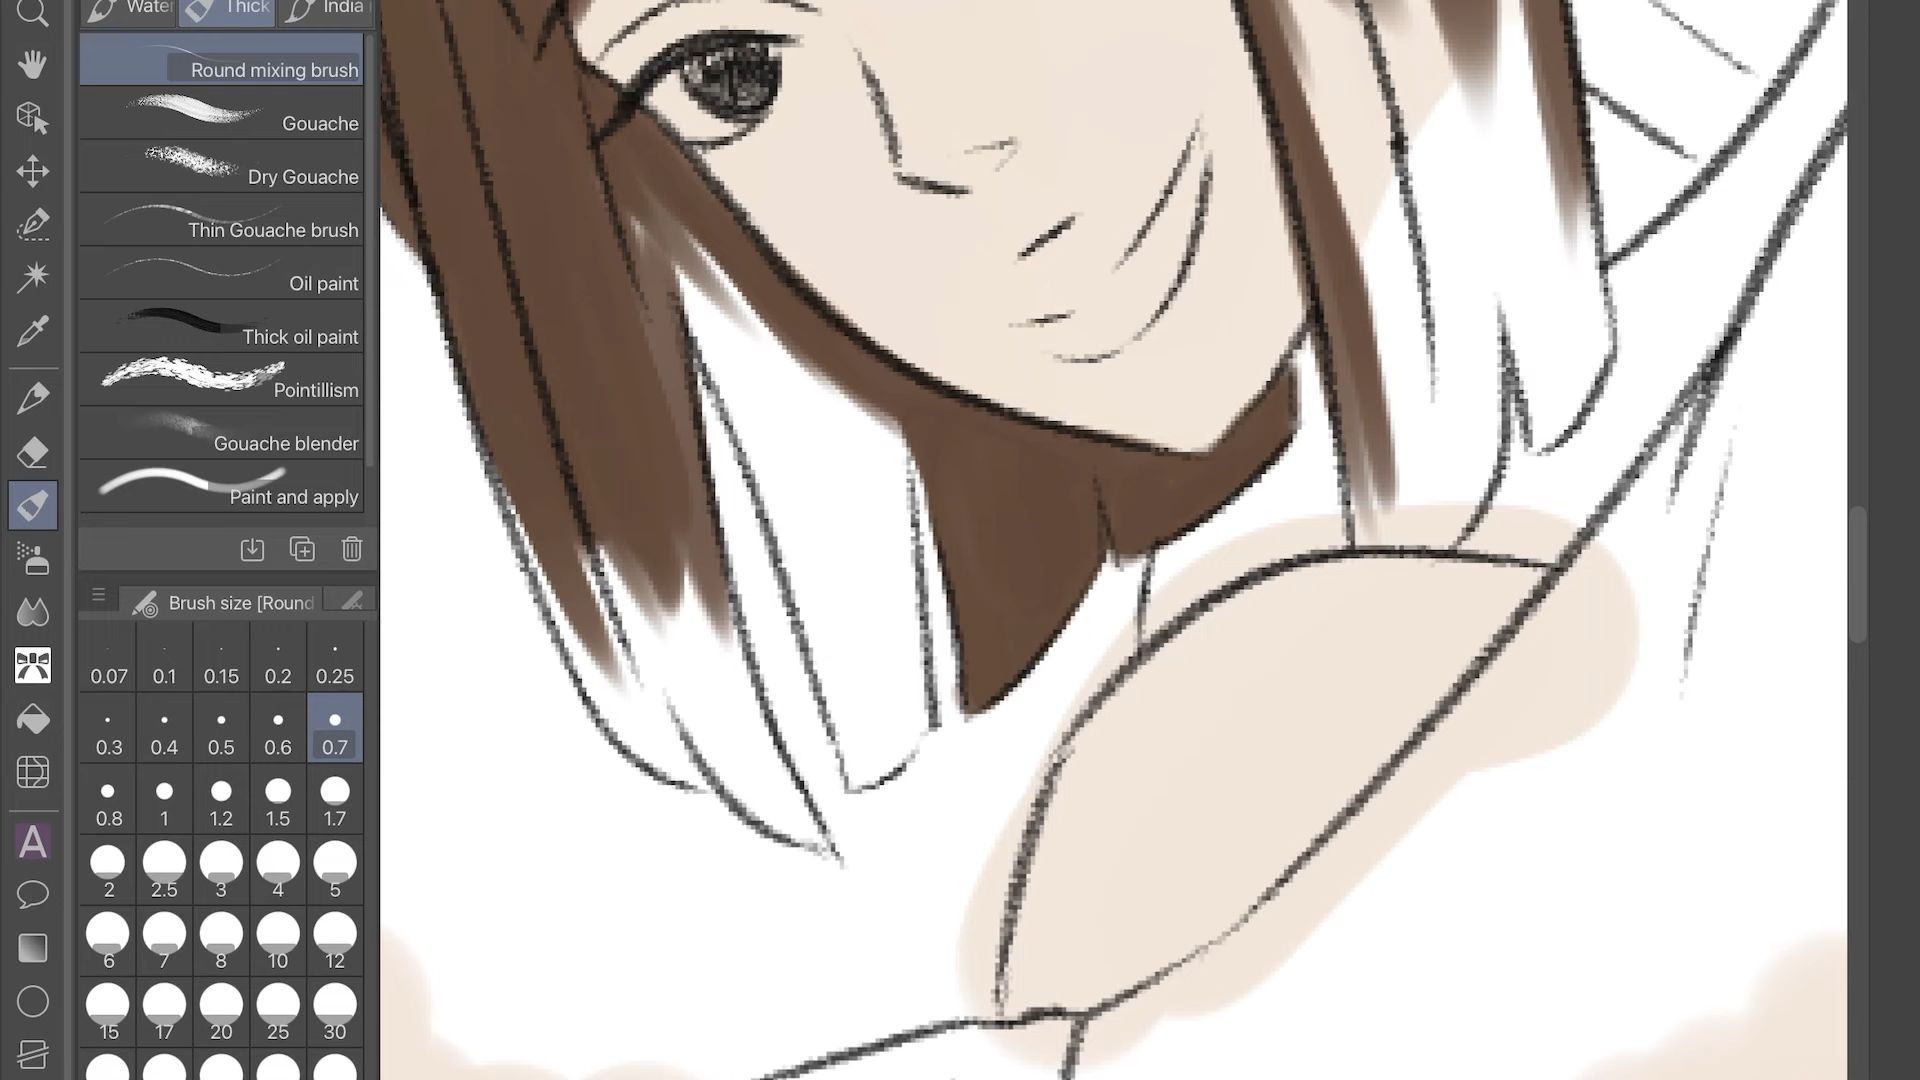 Water
Thick
India
Round mixing brush
Gouache
Dry Gouache
Thin Gouache brush
Oil paint
Thick oil paint
Pointillism
Gouache blender
Paint and apply
Brush size [Round
0.07 0.1 0.15 0.2 0.25
0.3 0.4 0.5 0.6 0.7
0.8 1 1.2 1.5 1.7
2 2.5 3 4 5
6 7 8 10 12
15 17 20 25 30
A